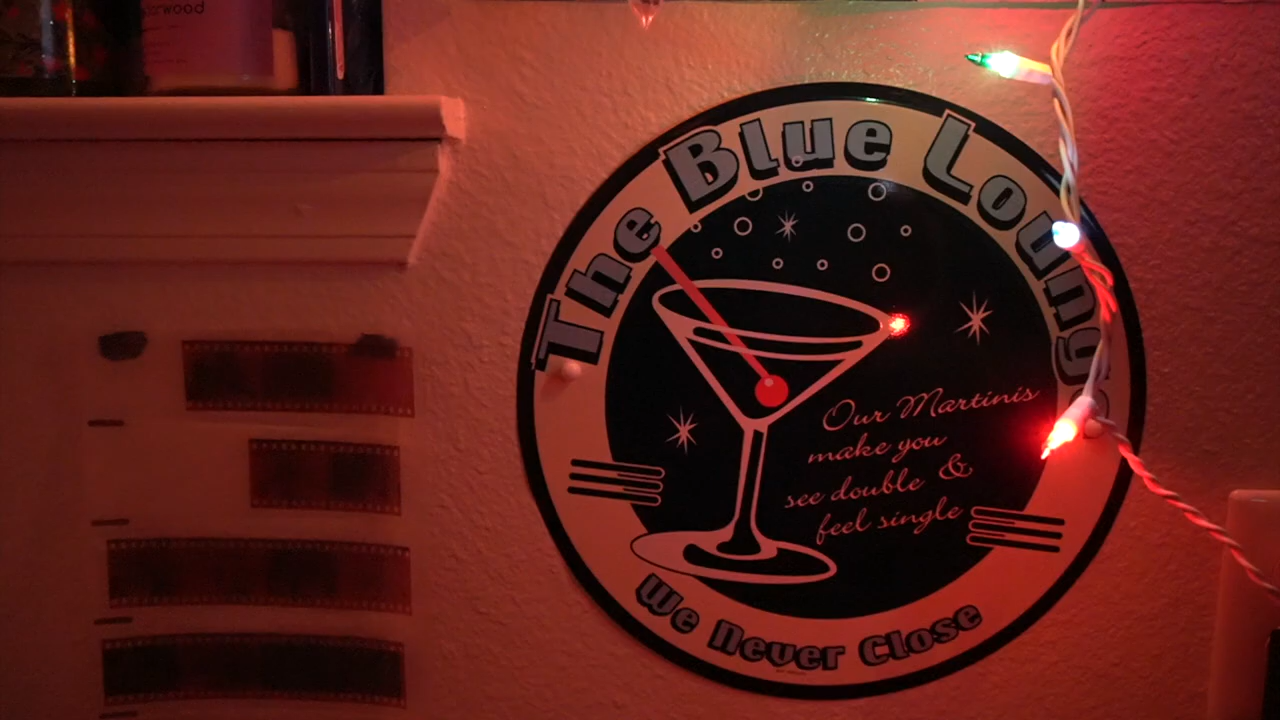 The Blue Lounge
Our Martinis
make you
see double &
feel single
We Never Close